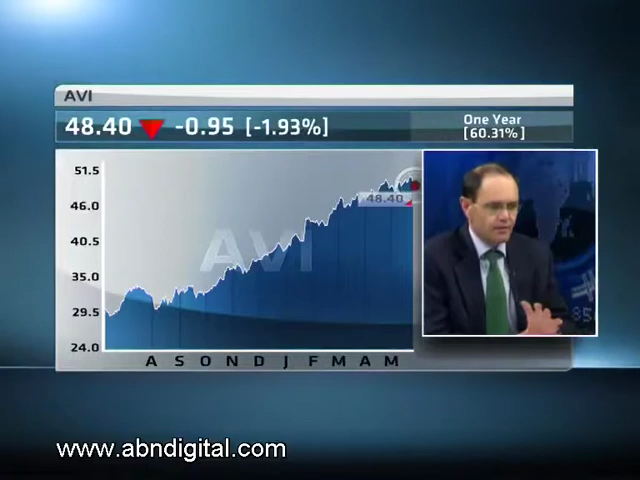 AVI
48.40 -0.95 [-1.93%]
One Year
[60.31%]
51.5
46.0
40.5
35.0
29.5
24.0
AVI
48.40
A S O N D J F M A M
85
www.abndigital.com